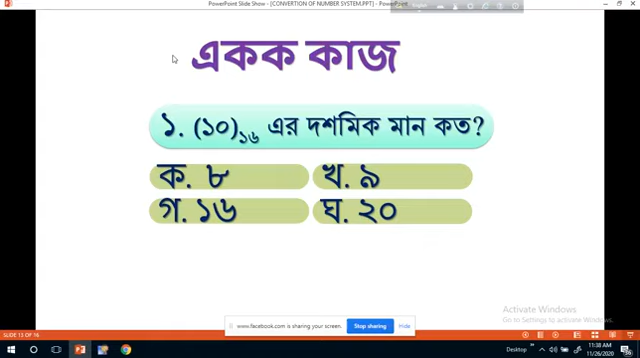 PowerPoint Slide Show - [CONVERTION OF NUMBER SYSTEM.PPT] - PowerPoint
English
একক কাজ
১. (১০)১৬ এর দশমিক মান কত?
ক. ৮ খ. ৯
গ. ১৬ ঘ. ২০
Activate Windows
Go to Settings to activate Windows.
www.facebook.com is sharing your screen. Stop sharing Hide
SLIDE 13 OF 16
Desktop
11:38 AM
11/26/2020